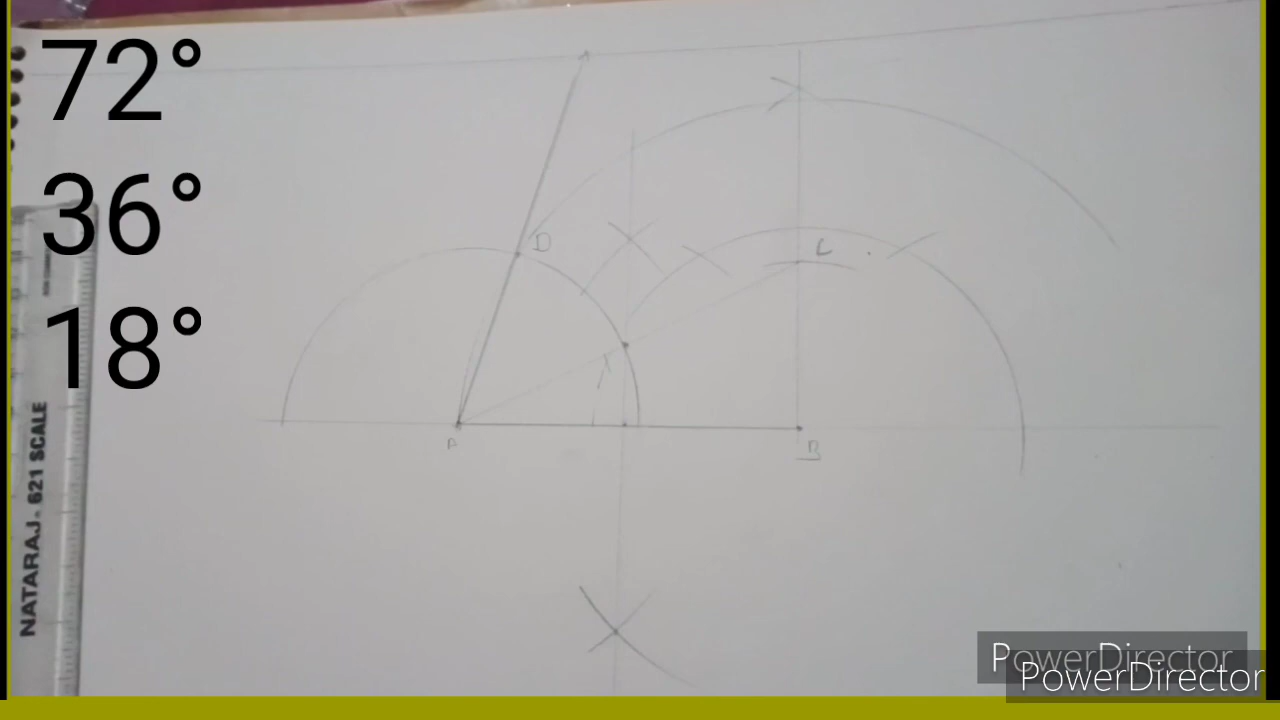 72°
36°
18°
D
C
A
B
NATARAJ. 621 SCALE
PowerDirector
PowerDirector